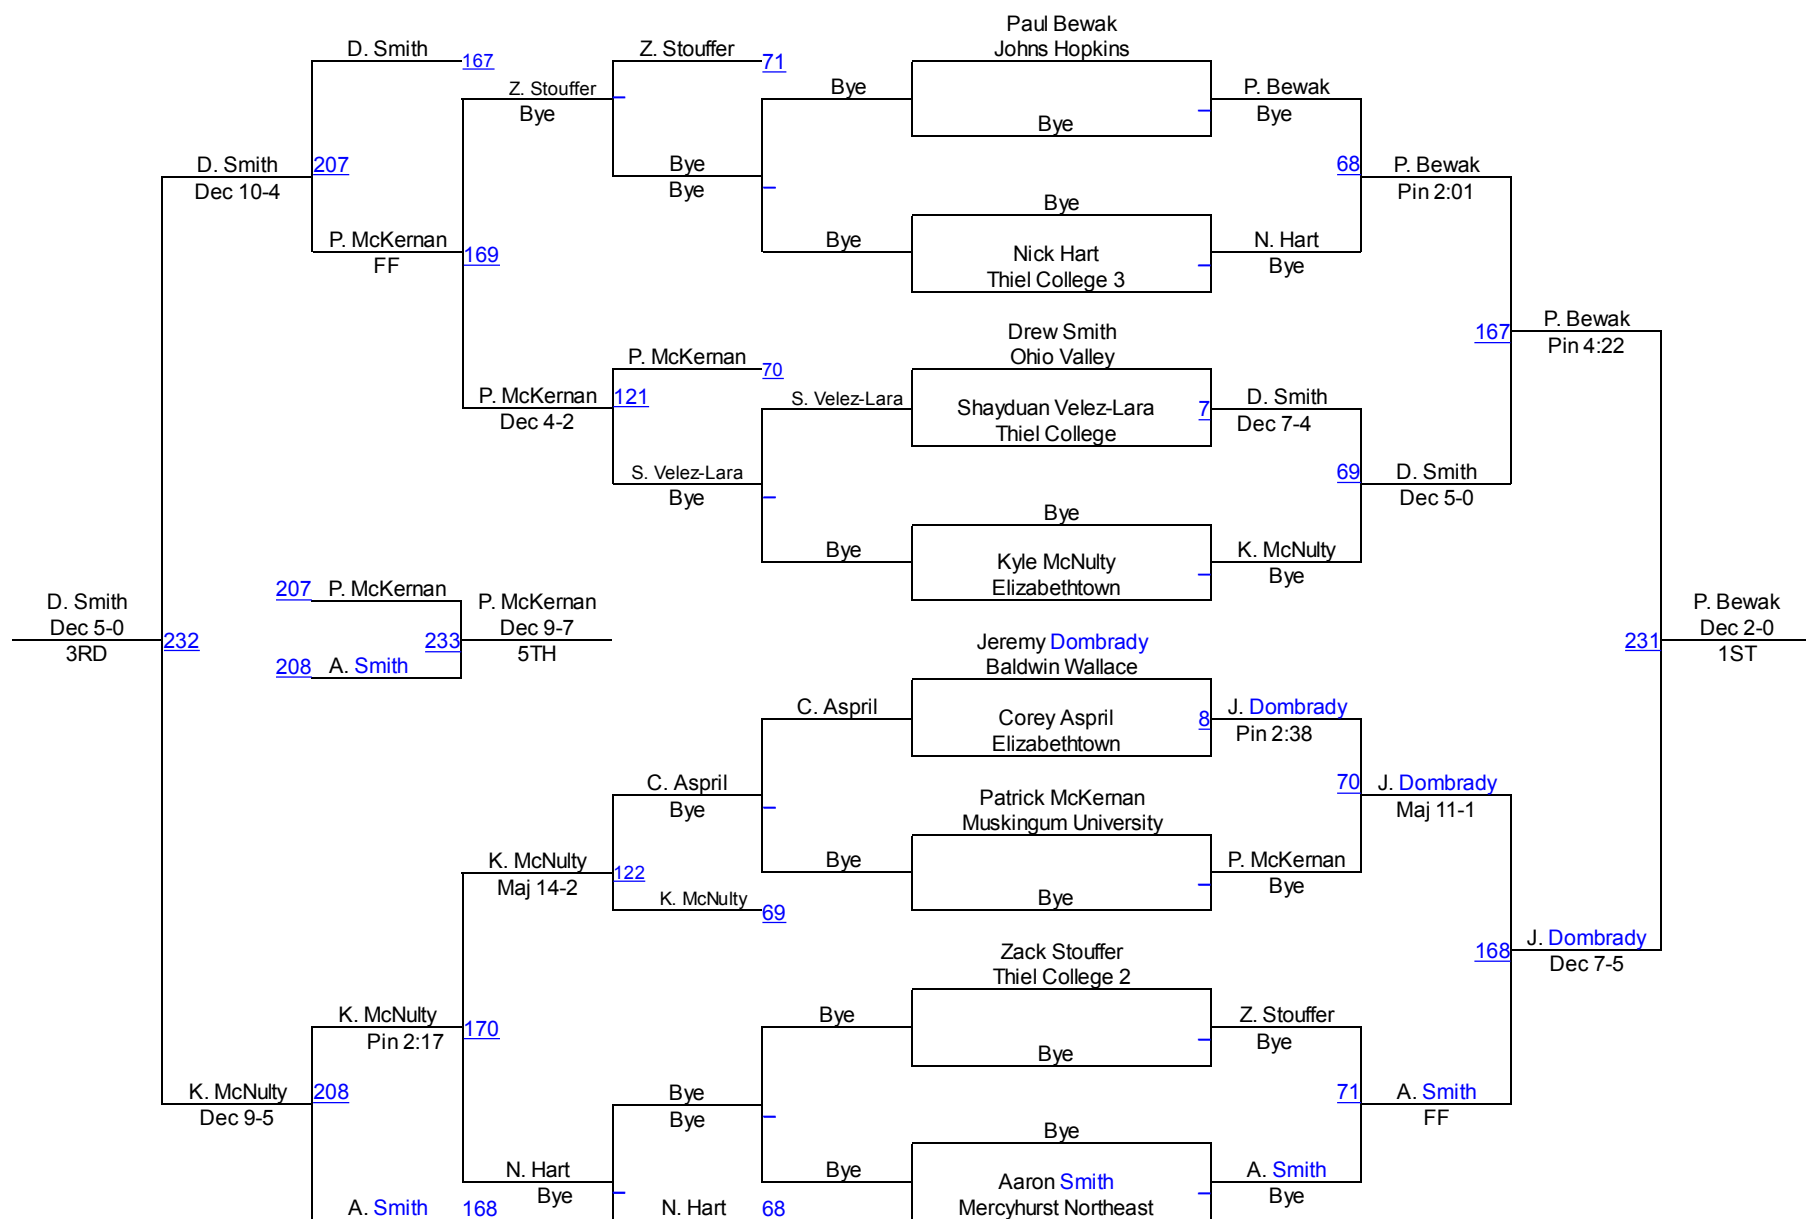 Paul Bewak
D. Smith
Z. Stouffer
Johns Hopkins
167
71
Z. Stouffer
Bye
P. Bewak
Bye
Bye
Bye
D. Smith
207
Bye
68
P. Bewak
Dec 10-4
Bye
Pin 2:01
Bye
P. McKernan
169
Bye
Nick Hart
N. Hart
FF
Thiel College 3
Bye
Drew Smith
167
P. Bewak
P. McKernan
70
Ohio Valley
Pin 4:22
P. McKernan
121
S. Velez-Lara
Shayduan Velez-Lara
7
D. Smith
Dec 4-2
Thiel College
Dec 7-4
S. Velez-Lara
69
D. Smith
Bye
Dec 5-0
Bye
Bye
Kyle McNulty
K. McNulty
Elizabethtown
Bye
207
P. McKernan
D. Smith
P. McKernan
P. Bewak
Dec 5-0
Dec 9-7
Dec 2-0
3RD
232
233
5TH
231
1ST
208
A. Smith
Jeremy Dombrady
Baldwin Wallace
C. Aspril
Corey Aspril
8
J. Dombrady
Elizabethtown
Pin 2:38
C. Aspril
70
J. Dombrady
Bye
Patrick McKernan
Maj 11-1
Muskingum University
K. McNulty
122
Bye
P. McKernan
Maj 14-2
Bye
K. McNulty
69
Bye
Zack Stouffer
168
J. Dombrady
Thiel College 2
Dec 7-5
K. McNulty
170
Bye
Z. Stouffer
Pin 2:17
Bye
Bye
K. McNulty
208
Bye
71
A. Smith
Dec 9-5
Bye
FF
Bye
N. Hart
Bye
Aaron Smith
A. Smith
Bye
Bye
A. Smith
168
N. Hart
68
Mercyhurst Northeast